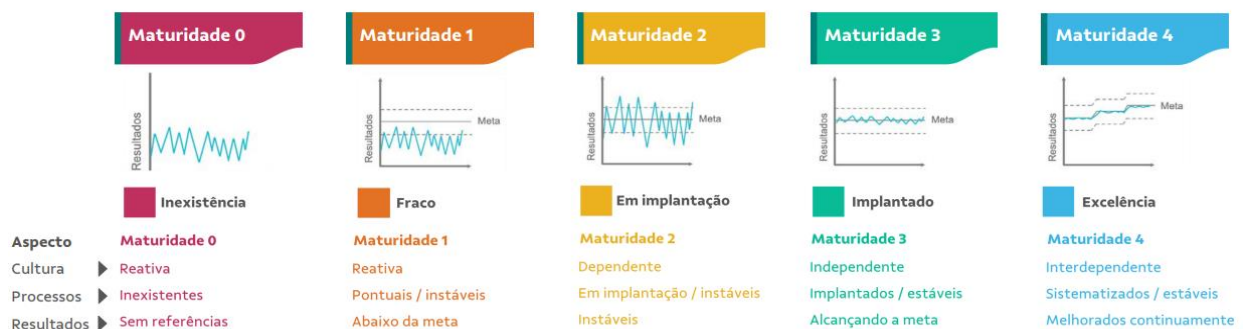 Maturidade 0
Maturidade 1
Maturidade 2
Maturidade 3
Maturidade 4
Resultados
Resultados
Meta
Resultados
Meta
Resultados
Meta
Resultados
Meta
Inexistência
Fraco
Em implantação
Implantado
Excelência
Aspecto Maturidade 0 Maturidade 1 Maturidade 2 Maturidade 3 Maturidade 4
Cultura Reativa Reativa Dependente Independente Interdependente
Processos Inexistentes Pontuais / instáveis Em implantação / instáveis Implantados / estáveis Sistematizados / estáveis
Resultados Sem referências Abaixo da meta Instáveis Alcançando a meta Melhorados continuamente